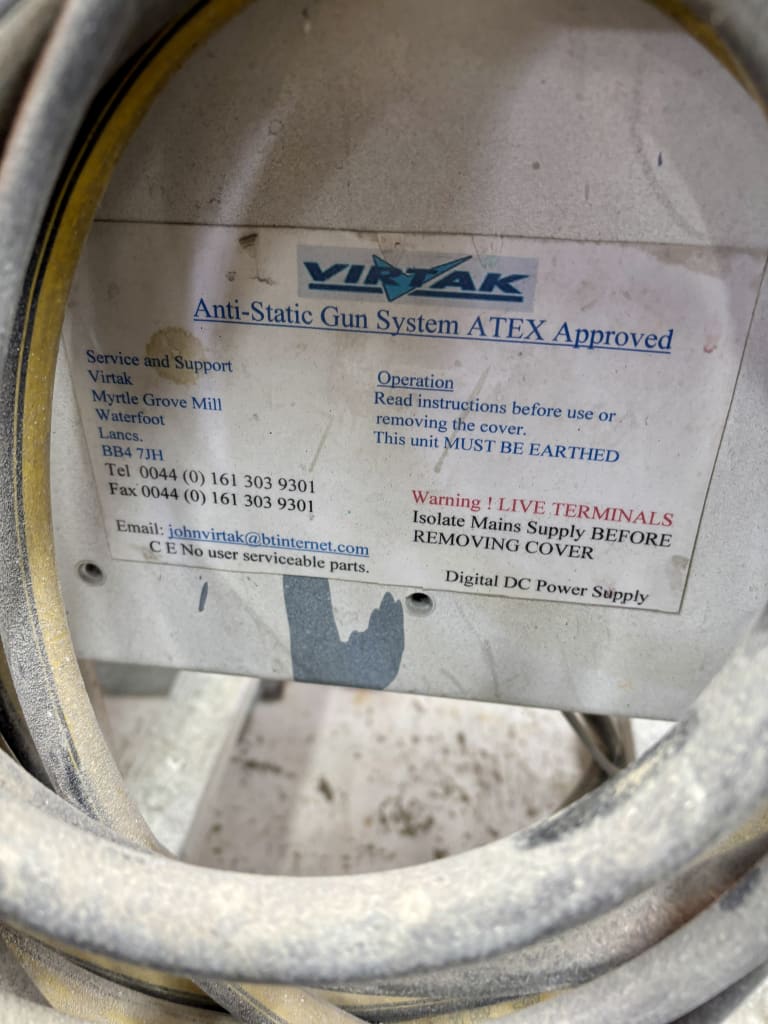 VIRTAK
Anti-Static Gun System ATEX Approved
Service and Support
Virtak
Myrtle Grove Mill
Waterfoot
Lancs.
BB4 7JH
Tel 0044 (0) 161 303 9301
Fax 0044 (0) 161 303 9301
Email: johnvirtak@btinternet.com
C E No user serviceable parts.
Operation
Read instructions before use or
removing the cover.
This unit MUST BE EARTHED
Warning ! LIVE TERMINALS
Isolate Mains Supply BEFORE
REMOVING COVER
Digital DC Power Supply